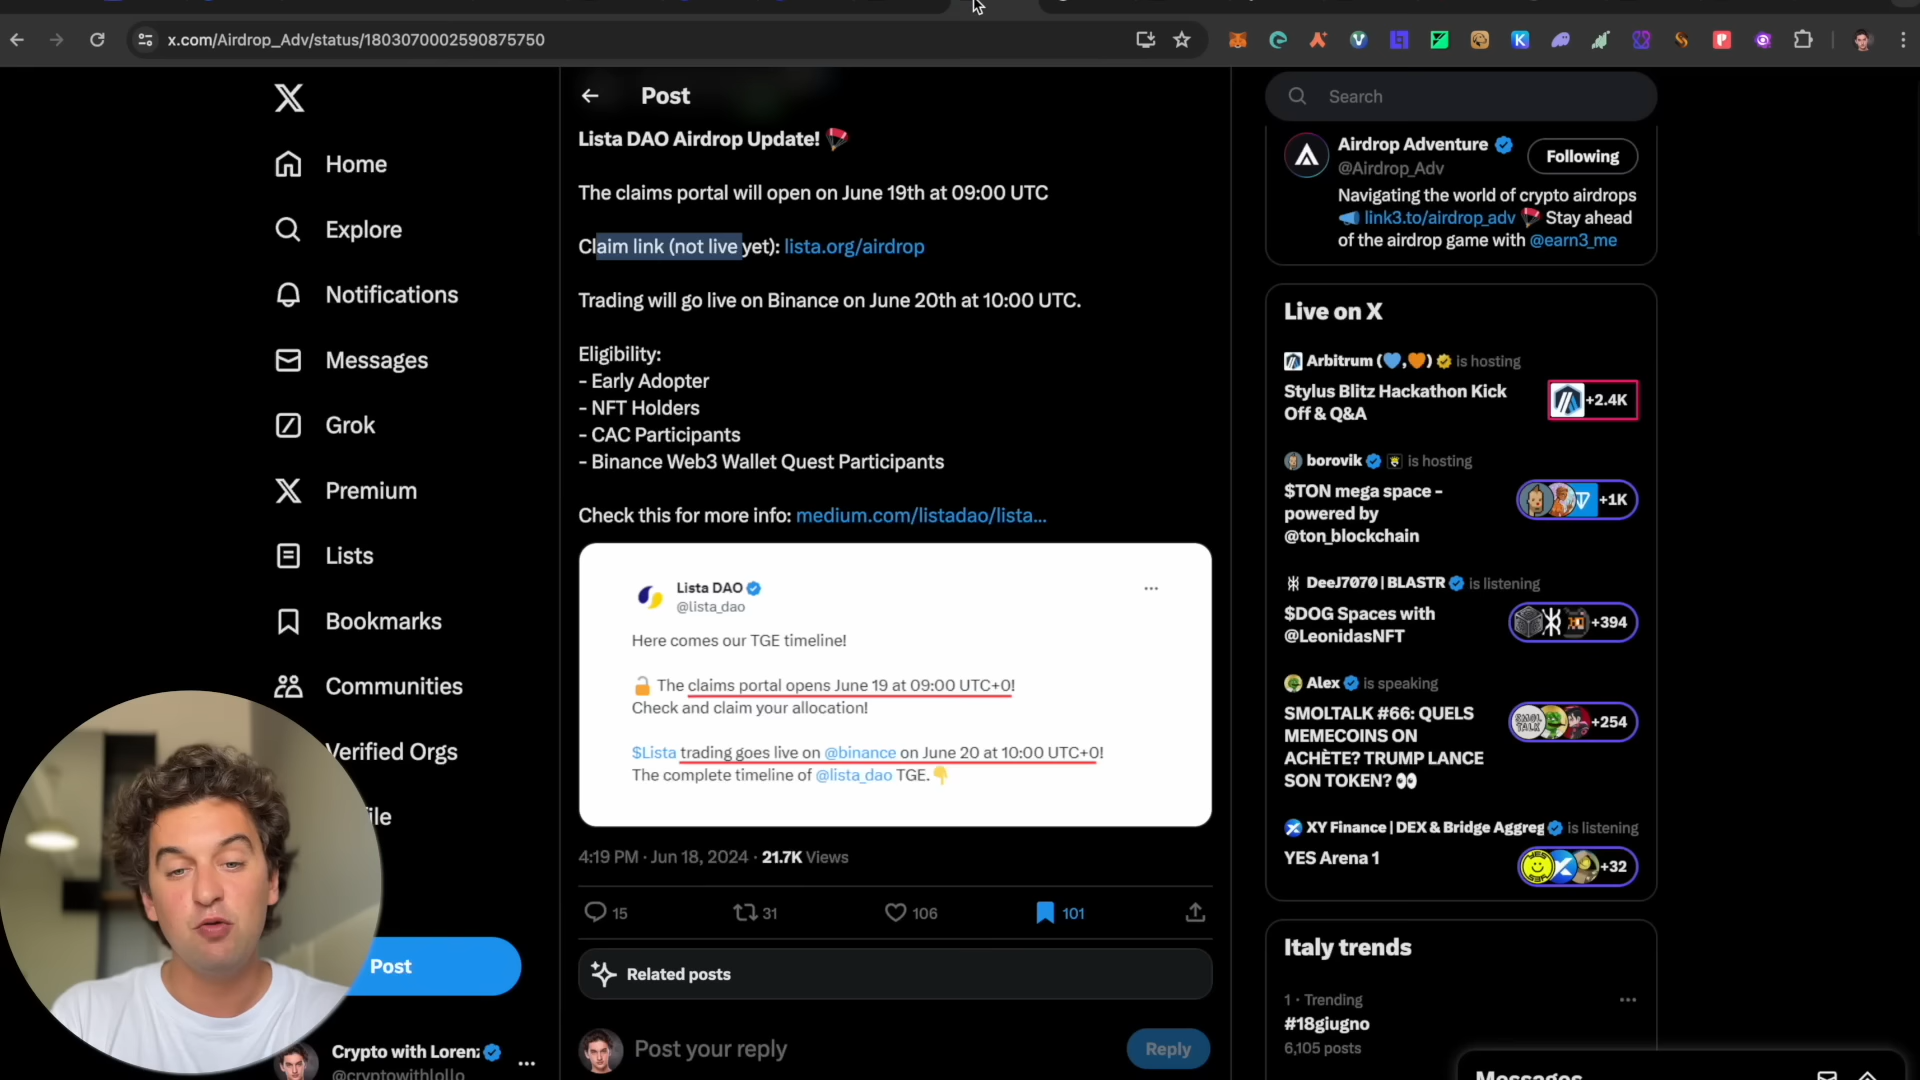 x.com/Airdrop_Adv/status/1803070002590875750
Home
Explore
Notifications
Messages
Grok
Premium
Lists
Bookmarks
Communities
Verified Orgs
Post
Crypto with Loren
@cryptowithlollo
Post
Lista DAO Airdrop Update!
The claims portal will open on June 19th at 09:00 UTC
Claim link (not live yet): lista.org/airdrop
Trading will go live on Binance on June 20th at 10:00 UTC.
Eligibility:
- Early Adopter
- NFT Holders
- CAC Participants
- Binance Web3 Wallet Quest Participants
Check this for more info: medium.com/listadao/lista...
Lista DAO
@lista_dao
Here comes our TGE timeline!
The claims portal opens June 19 at 09:00 UTC+0!
Check and claim your allocation!
$Lista trading goes live on @binance on June 20 at 10:00 UTC+0!
The complete timeline of @lista_dao TGE.
4:19 PM · Jun 18, 2024 · 21.7K Views
15 31 106 101
Related posts
Post your reply
Reply
Search
Airdrop Adventure
@Airdrop_Adv
Following
Navigating the world of crypto airdrops
link3.to/airdrop_adv Stay ahead
of the airdrop game with @earn3_me
Live on X
Arbitrum ( , ) is hosting
Stylus Blitz Hackathon Kick
Off & Q&A
+2.4K
borovik is hosting
$TON mega space -
powered by
@ton_blockchain
+1K
DeeJ7070 | BLASTR is listening
$DOG Spaces with
@LeonidasNFT
+394
Alex is speaking
SMOLTALK #66: QUELS
MEMECOINS ON
ACHÈTE? TRUMP LANCE
SON TOKEN?
+254
XY Finance | DEX & Bridge Aggreg is listening
YES Arena 1
+32
Italy trends
1 · Trending
#18giugno
6,105 posts
Messages